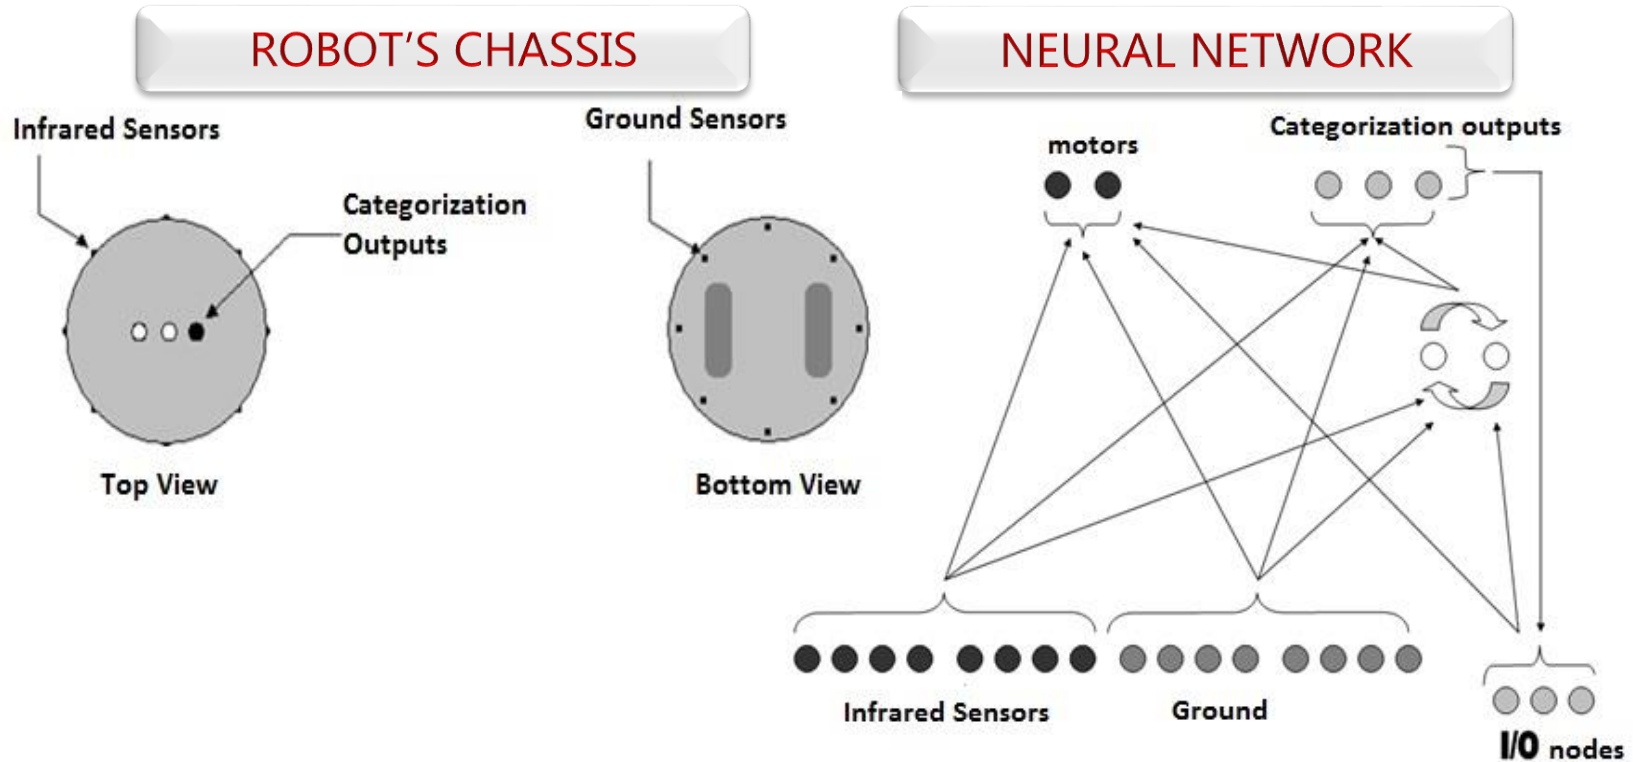 ROBOT'S CHASSIS
NEURAL NETWORK
Infrared Sensors
Ground Sensors
Categorization
Outputs
Top View
Bottom View
motors
Categorization outputs
Infrared Sensors
Ground
I/O nodes